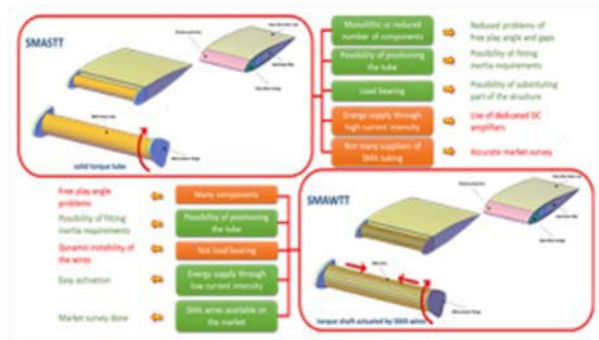 SMASTT
solid torque tube
Monolithic or reduced
number of components
Reduced problems of
free play angle and gaps
Possibility of positioning
the tube
Possibility of fitting
inertia requirements
Load bearing
Possibility of substituting
part of the structure
Energy supply through
high current intensity
Use of dedicated DC
amplifiers
Not many suppliers of
SMA tubing
Accurate market survey
Free play angle
problems
Many components
Possibility of fitting
inertia requirements
Possibility of positioning
the tube
Dynamic instability of
the wires
Not load bearing
Easy activation
Energy supply through
low current intensity
Market survey done
SMA wires available on
the market
SMAWTT
torque shaft actuated by SMA wires